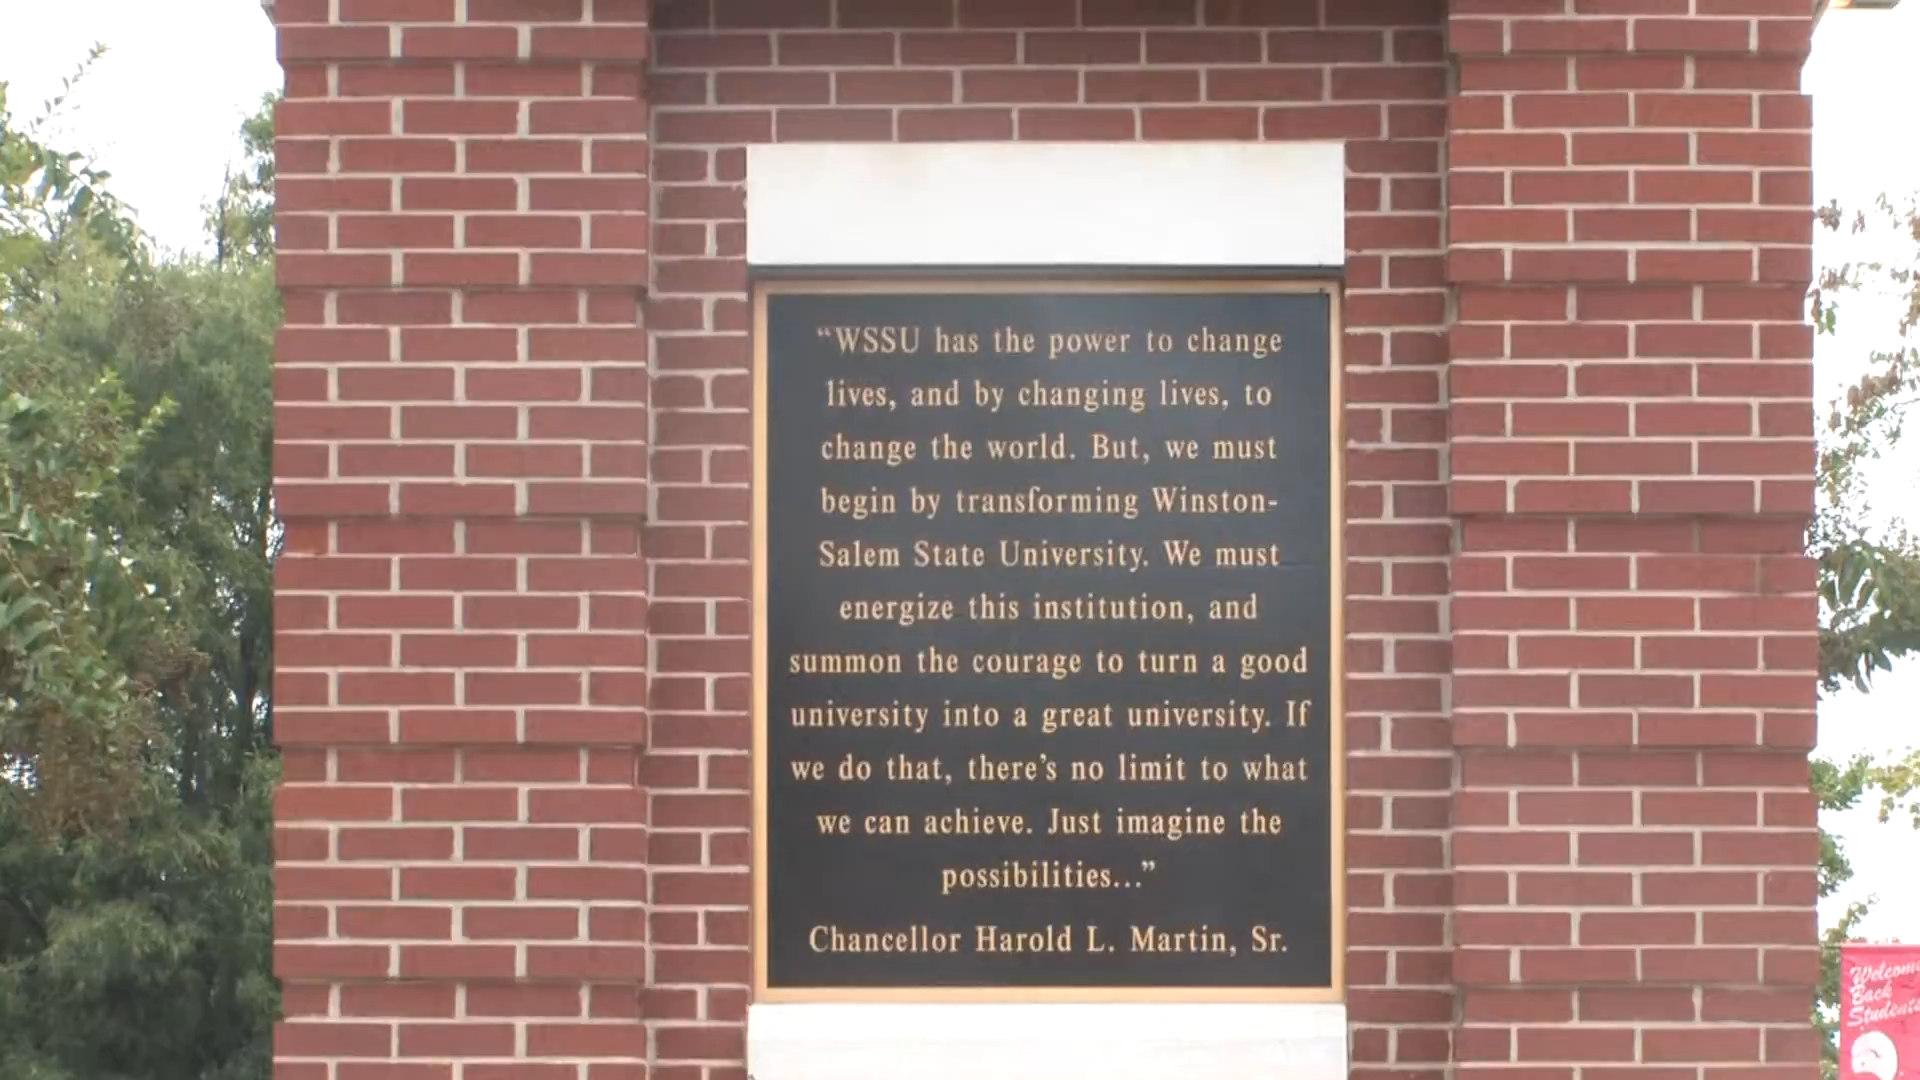 “WSSU has the power to change
lives, and by changing lives, to
change the world. But, we must
begin by transforming Winston-
Salem State University. We must
energize this institution, and
summon the courage to turn a good
university into a great university. If
we do that, there’s no limit to what
we can achieve. Just imagine the
possibilities...”
Chancellor Harold L. Martin, Sr.
Welcome
Back
Students